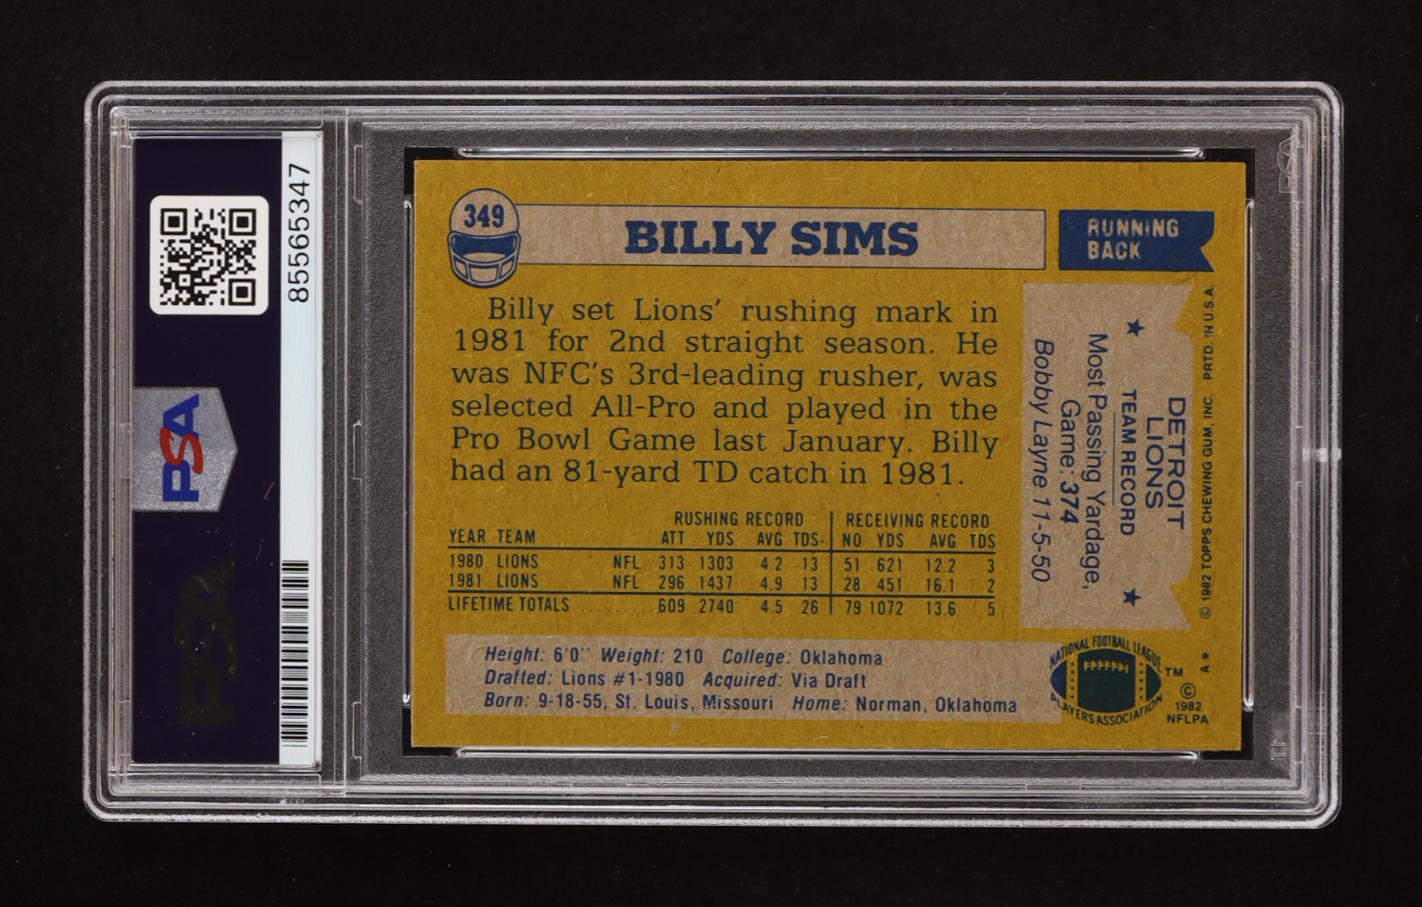 85565347
PSA
PSA
349
BILLY SIMS
RUNNING
BACK
Billy set Lions' rushing mark in
1981 for 2nd straight season. He
was NFC's 3rd-leading rusher, was
selected All-Pro and played in the
Pro Bowl Game last January. Billy
had an 81-yard TD catch in 1981.
RUSHING RECORD RECEIVING RECORD
YEAR TEAM ATT YDS AVG TDS NO YDS AVG TDS
1980 LIONS NFL 313 1303 4.2 13 51 621 12.2 3
1981 LIONS NFL 296 1437 4.9 13 28 451 16.1 2
LIFETIME TOTALS ......... 609 2740 4.5 26 79 1072 13.6 5
Height: 6'0'' Weight: 210 College: Oklahoma
Drafted: Lions #1-1980 Acquired: Via Draft
Born: 9-18-55, St. Louis, Missouri Home: Norman, Oklahoma
DETROIT
LIONS
★ TEAM RECORD ★
Most Passing Yardage,
Game: 374
Bobby Layne 11-5-50
© 1982 TOPPS CHEWING GUM, INC. PRTD. IN U.S.A.
A*
NATIONAL FOOTBALL LEAGUE
PLAYERS ASSOCIATION
TM
©
1982
NFLPA
PSA